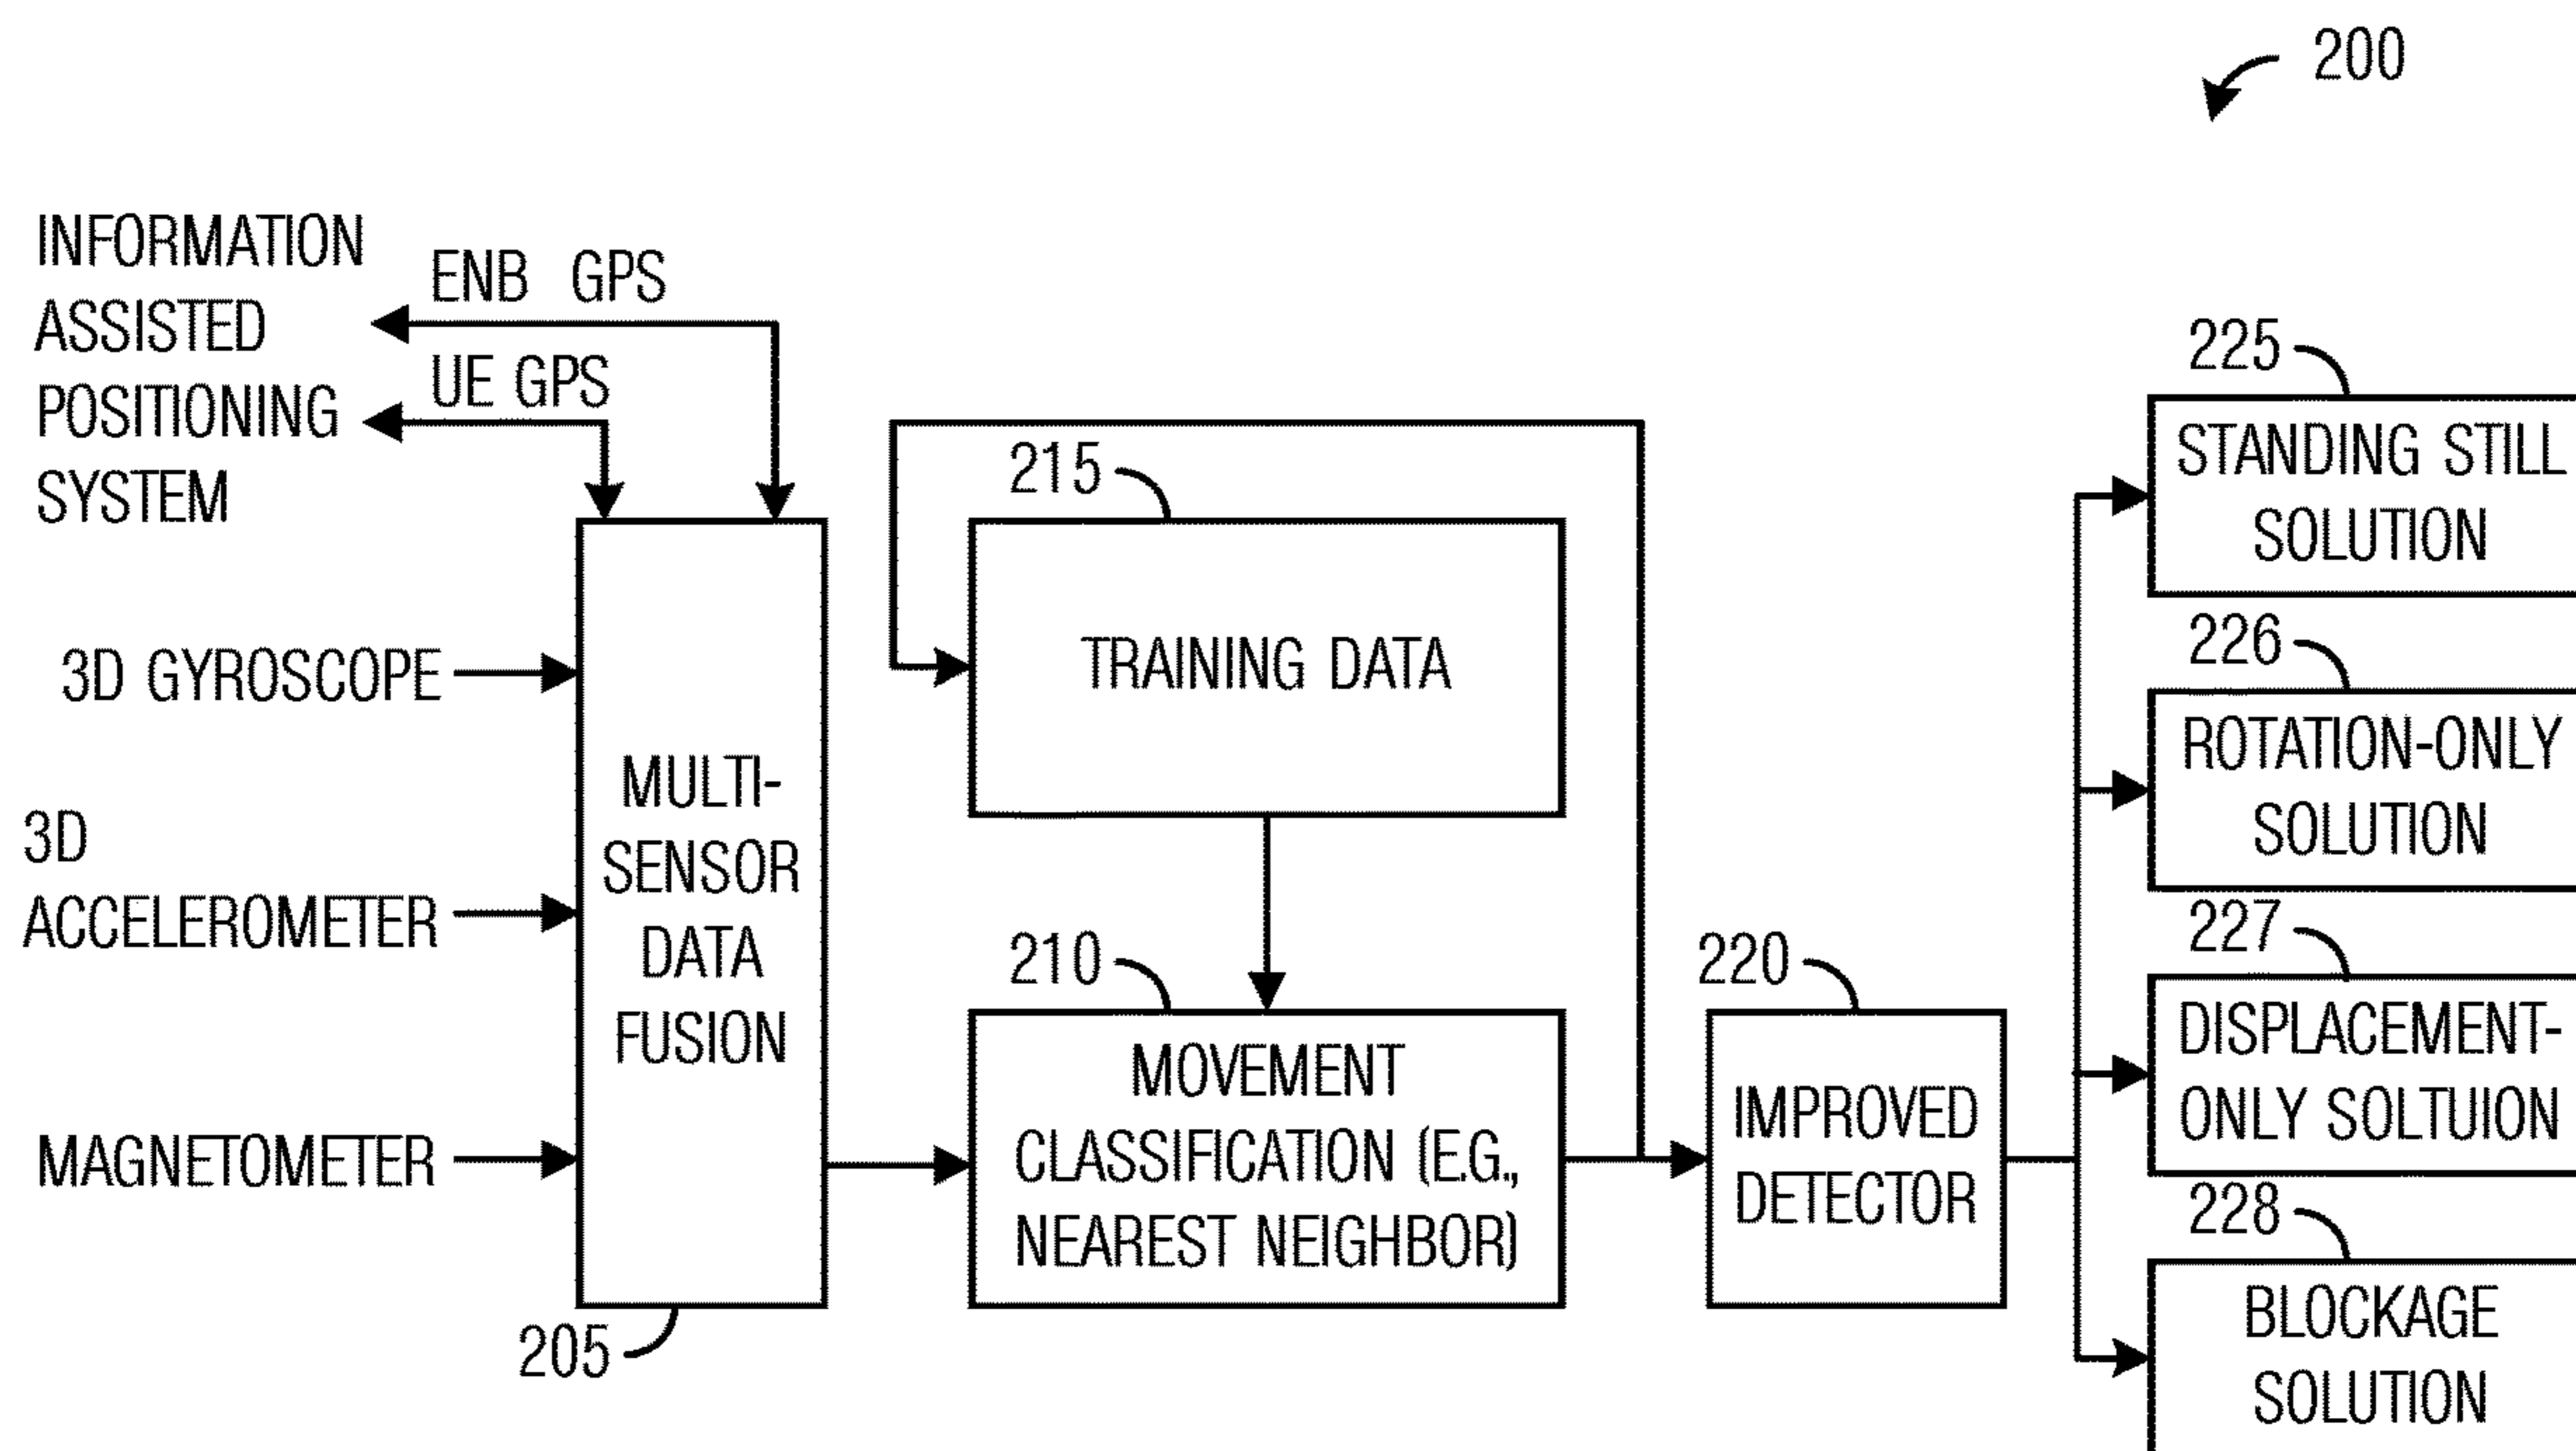 200
INFORMATION
ASSISTED
POSITIONING
SYSTEM
ENB GPS
UE GPS
3D GYROSCOPE
3D
ACCELEROMETER
MAGNETOMETER
MULTI-
SENSOR
DATA
FUSION
205
215
TRAINING DATA
210
MOVEMENT
CLASSIFICATION (E.G.,
NEAREST NEIGHBOR)
220
IMPROVED
DETECTOR
225
STANDING STILL
SOLUTION
226
ROTATION-ONLY
SOLUTION
227
DISPLACEMENT-
ONLY SOLTUION
228
BLOCKAGE
SOLUTION